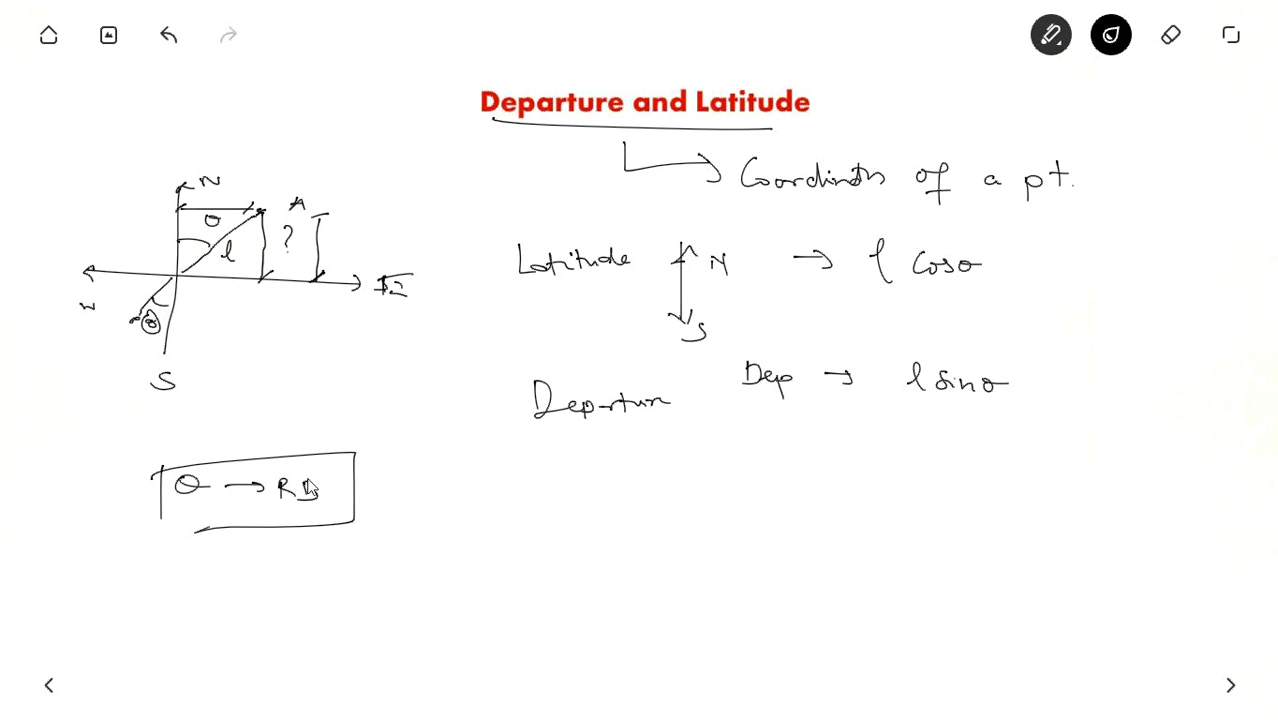 Departure and Latitude
Coordinates of a pt.
N
A
θ
?
l
Latitude N → l Cosθ
E
W
S
θ
S
Dep → l sinθ
Departure
θ → RB